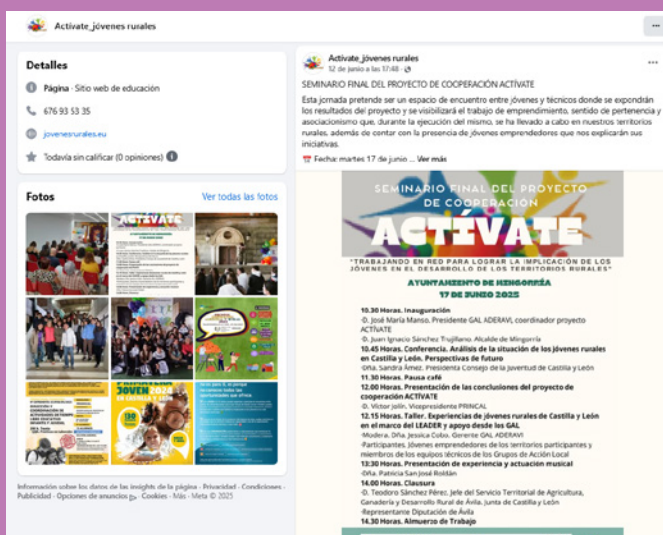 Actívate_jóvenes rurales
Detalles
Página · Sitio web de educación
676 93 53 35
jovenesrurales.eu
Todavía sin calificar (0 opiniones)
Fotos
Ver todas las fotos
Información sobre los datos de las insights de la página · Privacidad · Condiciones ·
Publicidad · Opciones de anuncios · Cookies · Más · Meta © 2025
Actívate_jóvenes rurales
12 de junio a las 17:48
SEMINARIO FINAL DEL PROYECTO DE COOPERACIÓN ACTÍVATE
Esta jornada pretende ser un espacio de encuentro entre jóvenes y técnicos donde se expondrán
los resultados del proyecto y se visibilizará el trabajo de emprendimiento, sentido de pertenencia y
asociacionismo que, durante la ejecución del mismo, se ha llevado a cabo en nuestros territorios
rurales, además de contar con la presencia de jóvenes emprendedores que nos explicarán sus
iniciativas.
Fecha: martes 17 de junio ... Ver más
SEMINARIO FINAL DEL PROYECTO
DE COOPERACIÓN
ACTÍVATE
"TRABAJANDO EN RED PARA LOGRAR LA IMPLICACIÓN DE LOS
JÓVENES EN EL DESARROLLO DE LOS TERRITORIOS RURALES"
AYUNTAMIENTO DE MINGORRÍA
17 DE JUNIO 2025
10.30 Horas. Inauguración
-D. José María Manso. Presidente GAL ADERAVI, coordinador proyecto
ACTÍVATE
-D. Juan Ignacio Sánchez Trujillano. Alcalde de Mingorría
10.45 Horas. Conferencia. Análisis de la situación de los jóvenes rurales
en Castilla y León. Perspectivas de futuro
-Dña. Sandra Ámez. Presidenta Consejo de la Juventud de Castilla y León
11.30 Horas. Pausa café
12.00 Horas. Presentación de las conclusiones del proyecto de
cooperación ACTÍVATE
-D. Víctor Jolín. Vicepresidente PRINCAL
12.15 Horas. Taller. Experiencias de jóvenes rurales de Castilla y León
en el marco del LEADER y apoyo desde los GAL
-Modera. Dña. Jessica Cobo. Gerente GAL ADERAVI
-Participantes. Jóvenes emprendedores de los territorios participantes y
miembros de los equipos técnicos de los Grupos de Acción Local
13:30 Horas. Presentación de experiencia y actuación musical
-Dña. Patricia San José Roldán
14.00 Horas. Clausura
-D. Teodoro Sánchez Pérez. Jefe del Servicio Territorial de Agricultura,
Ganadería y Desarrollo Rural de Ávila. Junta de Castilla y León
-Representante Diputación de Ávila
14.30 Horas. Almuerzo de Trabajo